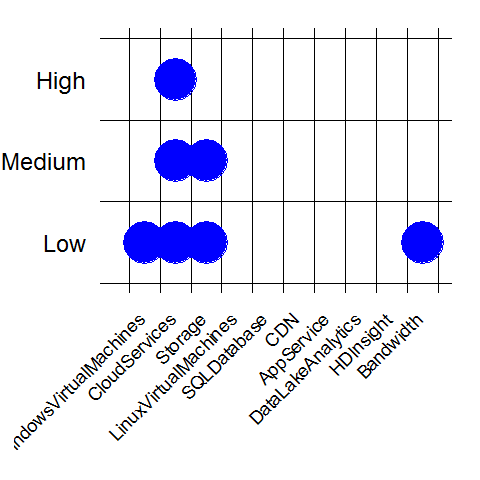 High
Medium
Low
ndowsVirtualMachines
CloudServices
Storage
LinuxVirtualMachines
SQLDatabase
CDN
AppService
DataLakeAnalytics
HDInsight
Bandwidth